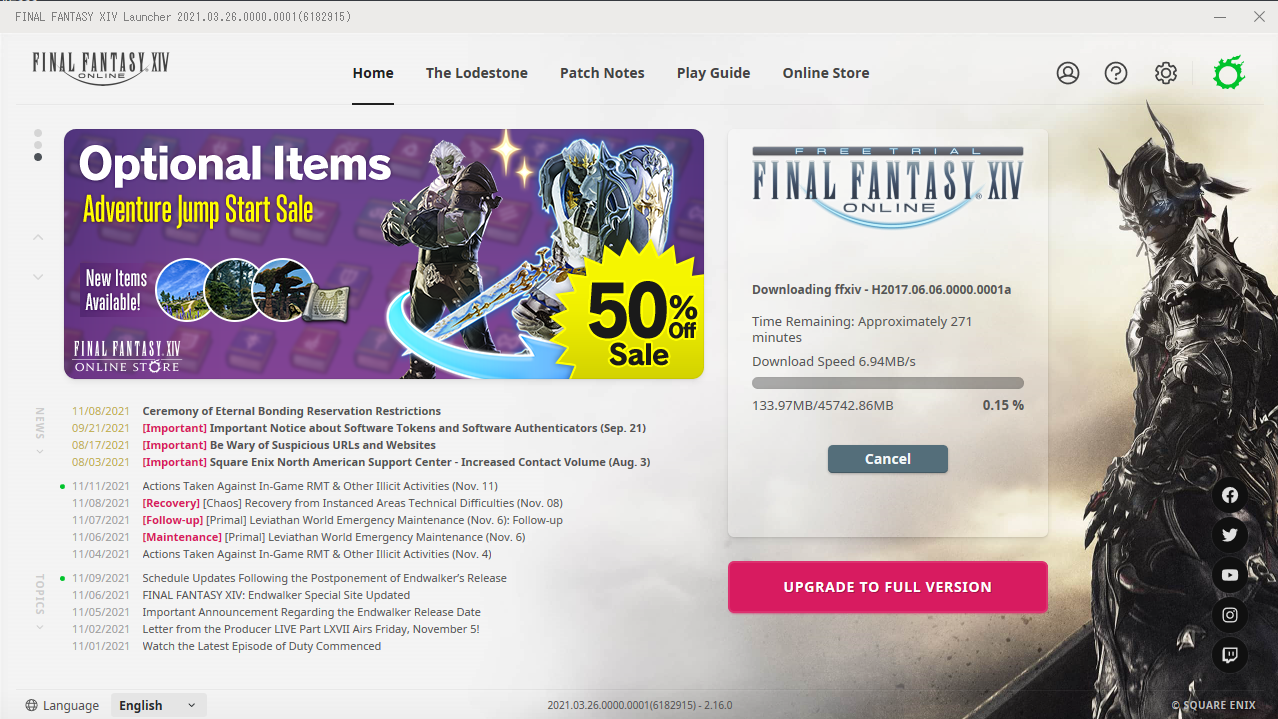 FINAL FANTASY XIV Launcher 2021.03.26.0000.0001(6182915)
FINAL FANTASY XIV
ONLINE
Home
The Lodestone
Patch Notes
Play Guide
Online Store
Optional Items
Adventure Jump Start Sale
New Items
Available!
50% Off
Sale
FINAL FANTASY XIV
ONLINE STORE
FREE TRIAL
FINAL FANTASY XIV
ONLINE
Downloading ffxiv - H2017.06.06.0000.0001a
Time Remaining: Approximately 271
minutes
Download Speed 6.94MB/s
133.97MB/45742.86MB 0.15 %
Cancel
UPGRADE TO FULL VERSION
NEWS
11/08/2021 Ceremony of Eternal Bonding Reservation Restrictions
09/21/2021 [Important] Important Notice about Software Tokens and Software Authenticators (Sep. 21)
08/17/2021 [Important] Be Wary of Suspicious URLs and Websites
08/03/2021 [Important] Square Enix North American Support Center - Increased Contact Volume (Aug. 3)
11/11/2021 Actions Taken Against In-Game RMT & Other Illicit Activities (Nov. 11)
11/08/2021 [Recovery] [Chaos] Recovery from Instanced Areas Technical Difficulties (Nov. 08)
11/07/2021 [Follow-up] [Primal] Leviathan World Emergency Maintenance (Nov. 6): Follow-up
11/06/2021 [Maintenance] [Primal] Leviathan World Emergency Maintenance (Nov. 6)
11/04/2021 Actions Taken Against In-Game RMT & Other Illicit Activities (Nov. 4)
TOPICS
11/09/2021 Schedule Updates Following the Postponement of Endwalker's Release
11/06/2021 FINAL FANTASY XIV: Endwalker Special Site Updated
11/05/2021 Important Announcement Regarding the Endwalker Release Date
11/02/2021 Letter from the Producer LIVE Part LXVII Airs Friday, November 5!
11/01/2021 Watch the Latest Episode of Duty Commenced
Language English
2021.03.26.0000.0001(6182915) - 2.16.0
© SQUARE ENIX